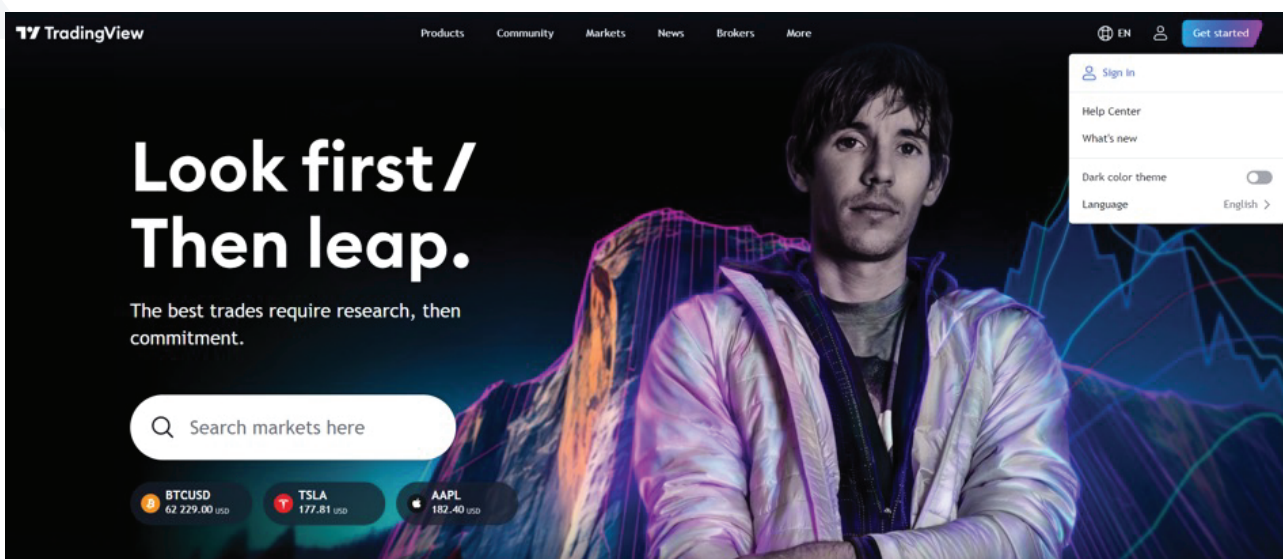 TradingView
Products Community Markets News Brokers More
EN
Get started
Sign in
Help Center
What's new
Dark color theme
Language English
Look first/
Then leap.
The best trades require research, then
commitment.
Search markets here
BTCUSD
62 229.00 USD
TSLA
177.81 USD
AAPL
182.40 USD